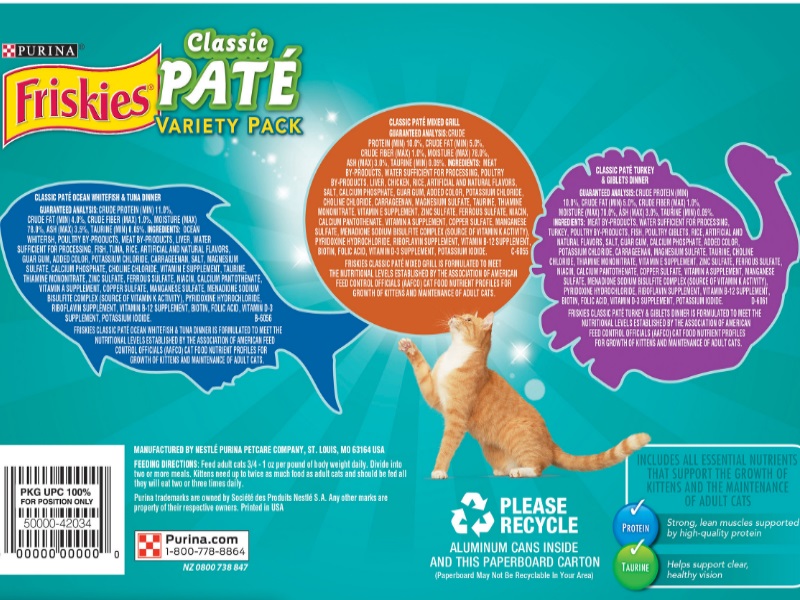 PURINA
Friskies
Classic
PATÉ
VARIETY PACK
CLASSIC PATÉ OCEAN WHITEFISH & TUNA DINNER
GUARANTEED ANALYSIS: CRUDE PROTEIN (MIN) 11.0%,
CRUDE FAT (MIN) 4.0%, CRUDE FIBER (MAX) 1.0%, MOISTURE (MAX)
78.0%, ASH (MAX) 3.5%, TAURINE (MIN) 0.05%. INGREDIENTS: OCEAN
WHITEFISH, POULTRY BY-PRODUCTS, MEAT BY-PRODUCTS, LIVER, WATER
SUFFICIENT FOR PROCESSING, FISH, TUNA, RICE, ARTIFICIAL AND NATURAL FLAVORS,
GUAR GUM, ADDED COLOR, POTASSIUM CHLORIDE, CARRAGEENAN, SALT, MAGNESIUM
SULFATE, CALCIUM PHOSPHATE, CHOLINE CHLORIDE, VITAMIN E SUPPLEMENT, TAURINE,
THIAMINE MONONITRATE, ZINC SULFATE, FERROUS SULFATE, NIACIN, CALCIUM PANTOTHENATE,
VITAMIN A SUPPLEMENT, COPPER SULFATE, MANGANESE SULFATE, MENADIONE SODIUM
BISULFITE COMPLEX (SOURCE OF VITAMIN K ACTIVITY), PYRIDOXINE HYDROCHLORIDE,
RIBOFLAVIN SUPPLEMENT, VITAMIN B-12 SUPPLEMENT, BIOTIN, FOLIC ACID, VITAMIN D-3
SUPPLEMENT, POTASSIUM IODIDE. B-6056
FRISKIES CLASSIC PATÉ OCEAN WHITEFISH & TUNA DINNER IS FORMULATED TO MEET THE
NUTRITIONAL LEVELS ESTABLISHED BY THE ASSOCIATION OF AMERICAN FEED
CONTROL OFFICIALS (AAFCO) CAT FOOD NUTRIENT PROFILES FOR
GROWTH OF KITTENS AND MAINTENANCE OF ADULT CATS.
CLASSIC PATÉ MIXED GRILL
GUARANTEED ANALYSIS: CRUDE
PROTEIN (MIN) 10.0%, CRUDE FAT (MIN) 5.0%,
CRUDE FIBER (MAX) 1.0%, MOISTURE (MAX) 78.0%,
ASH (MAX) 3.0%, TAURINE (MIN) 0.05%. INGREDIENTS: MEAT
BY-PRODUCTS, WATER SUFFICIENT FOR PROCESSING, POULTRY
BY-PRODUCTS, LIVER, CHICKEN, RICE, ARTIFICIAL AND NATURAL FLAVORS,
SALT, CALCIUM PHOSPHATE, GUAR GUM, ADDED COLOR, POTASSIUM CHLORIDE,
CHOLINE CHLORIDE, CARRAGEENAN, MAGNESIUM SULFATE, TAURINE, THIAMINE
MONONITRATE, VITAMIN E SUPPLEMENT, ZINC SULFATE, FERROUS SULFATE, NIACIN,
CALCIUM PANTOTHENATE, VITAMIN A SUPPLEMENT, COPPER SULFATE, MANGANESE
SULFATE, MENADIONE SODIUM BISULFITE COMPLEX (SOURCE OF VITAMIN K ACTIVITY),
PYRIDOXINE HYDROCHLORIDE, RIBOFLAVIN SUPPLEMENT, VITAMIN B-12 SUPPLEMENT,
BIOTIN, FOLIC ACID, VITAMIN D-3 SUPPLEMENT, POTASSIUM IODIDE. C-6055
FRISKIES CLASSIC PATÉ MIXED GRILL IS FORMULATED TO MEET
THE NUTRITIONAL LEVELS ESTABLISHED BY THE ASSOCIATION OF AMERICAN
FEED CONTROL OFFICIALS (AAFCO) CAT FOOD NUTRIENT PROFILES FOR
GROWTH OF KITTENS AND MAINTENANCE OF ADULT CATS.
CLASSIC PATÉ TURKEY
& GIBLETS DINNER
GUARANTEED ANALYSIS: CRUDE PROTEIN (MIN)
10.0%, CRUDE FAT (MIN) 5.0%, CRUDE FIBER (MAX) 1.0%,
MOISTURE (MAX) 78.0%, ASH (MAX) 3.0%, TAURINE (MIN) 0.05%.
INGREDIENTS: MEAT BY-PRODUCTS, WATER SUFFICIENT FOR PROCESSING,
TURKEY, POULTRY BY-PRODUCTS, FISH, POULTRY GIBLETS, RICE, ARTIFICIAL AND
NATURAL FLAVORS, SALT, GUAR GUM, CALCIUM PHOSPHATE, ADDED COLOR,
POTASSIUM CHLORIDE, CARRAGEENAN, MAGNESIUM SULFATE, TAURINE, CHOLINE
CHLORIDE, THIAMINE MONONITRATE, VITAMIN E SUPPLEMENT, ZINC SULFATE, FERROUS SULFATE,
NIACIN, CALCIUM PANTOTHENATE, COPPER SULFATE, VITAMIN A SUPPLEMENT, MANGANESE
SULFATE, MENADIONE SODIUM BISULFITE COMPLEX (SOURCE OF VITAMIN K ACTIVITY),
PYRIDOXINE HYDROCHLORIDE, RIBOFLAVIN SUPPLEMENT, VITAMIN B-12 SUPPLEMENT,
BIOTIN, FOLIC ACID, VITAMIN D-3 SUPPLEMENT, POTASSIUM IODIDE. D-6061
FRISKIES CLASSIC PATÉ TURKEY & GIBLETS DINNER IS FORMULATED TO MEET THE
NUTRITIONAL LEVELS ESTABLISHED BY THE ASSOCIATION OF AMERICAN
FEED CONTROL OFFICIALS (AAFCO) CAT FOOD NUTRIENT PROFILES
FOR GROWTH OF KITTENS AND MAINTENANCE OF ADULT CATS.
MANUFACTURED BY NESTLÉ PURINA PETCARE COMPANY, ST. LOUIS, MO 63164 USA
FEEDING DIRECTIONS: Feed adult cats 3/4 - 1 oz per pound of body weight daily. Divide into
two or more meals. Kittens need up to twice as much food as adult cats and should be fed all
they will eat two or three times daily.
Purina trademarks are owned by Société des Produits Nestlé S.A. Any other marks are
property of their respective owners. Printed in USA
PKG UPC 100%
FOR POSITION ONLY
50000-42034
00000 00000 0
Purina.com
1-800-778-8864
NZ 0800 738 847
PLEASE
RECYCLE
ALUMINUM CANS INSIDE
AND THIS PAPERBOARD CARTON
(Paperboard May Not Be Recyclable In Your Area)
INCLUDES ALL ESSENTIAL NUTRIENTS
THAT SUPPORT THE GROWTH OF
KITTENS AND THE MAINTENANCE
OF ADULT CATS
PROTEIN
Strong, lean muscles supported
by high-quality protein
TAURINE
Helps support clear,
healthy vision